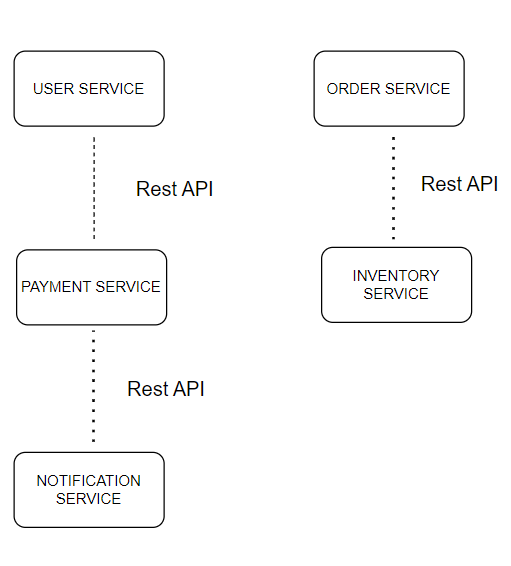 USER SERVICE
ORDER SERVICE
Rest API
Rest API
PAYMENT SERVICE
INVENTORY
SERVICE
Rest API
NOTIFICATION
SERVICE